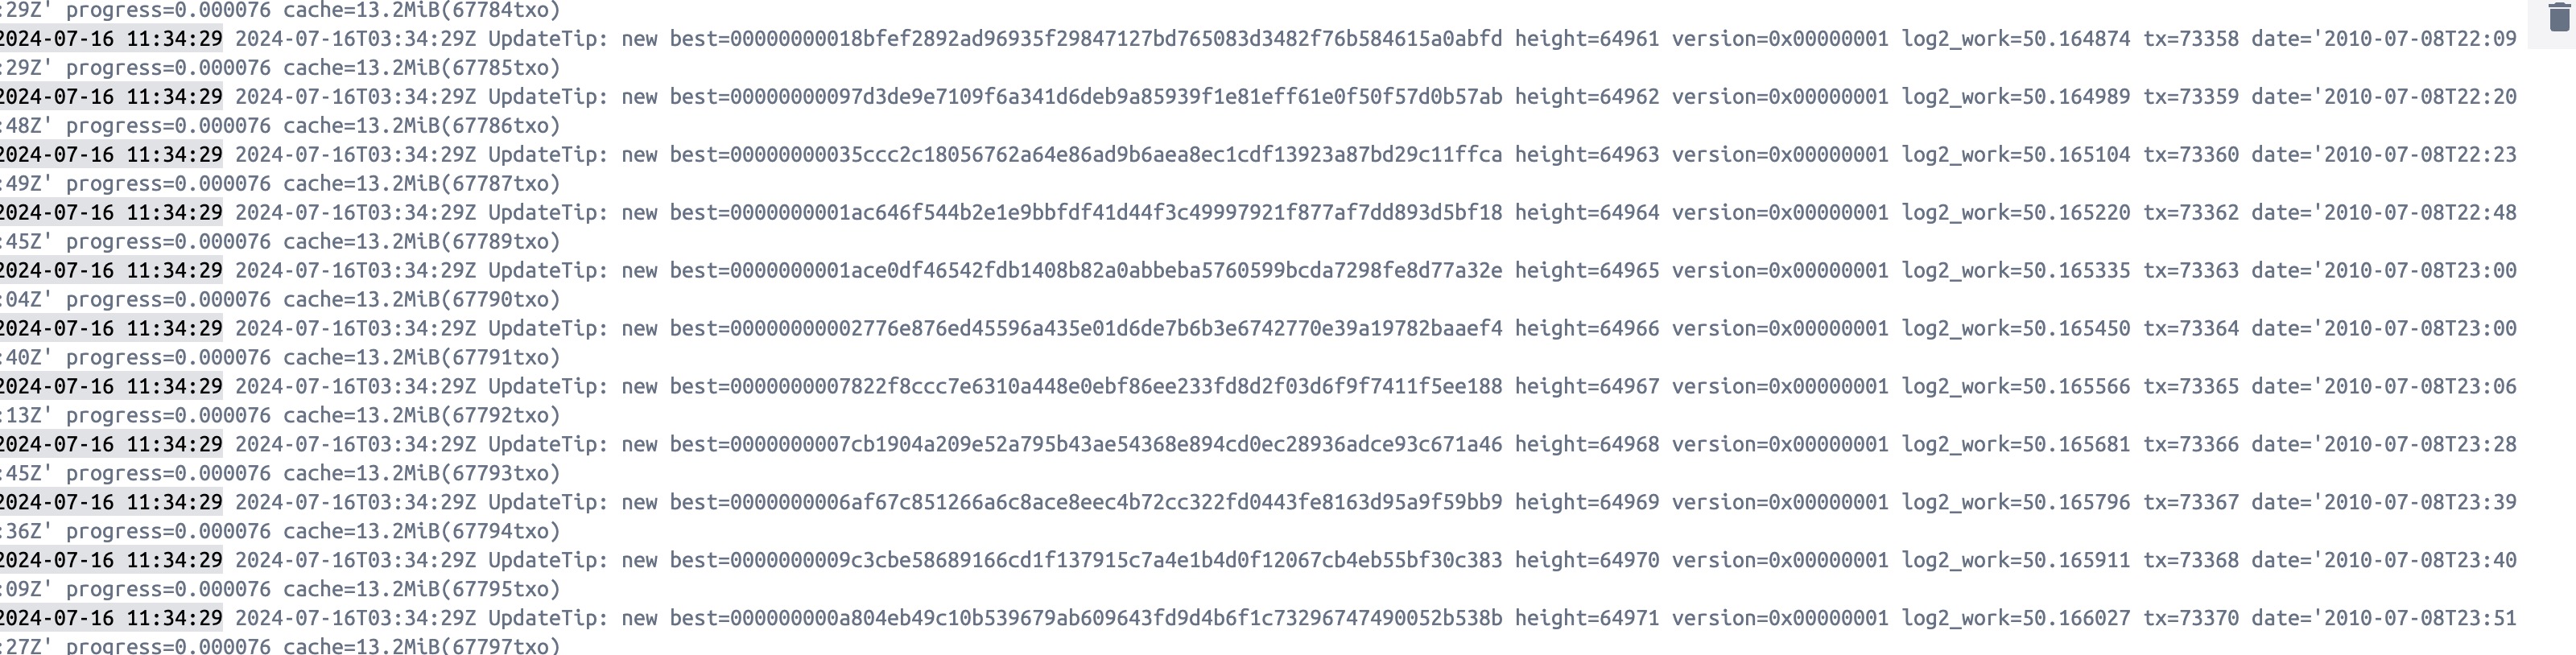 :29Z' progress=0.000076 cache=13.2MiB(67784txo)
2024-07-16 11:34:29 2024-07-16T03:34:29Z UpdateTip: new best=00000000018bfef2892ad96935f29847127bd765083d3482f76b584615a0abfd height=64961 version=0x00000001 log2_work=50.164874 tx=73358 date='2010-07-08T22:09
:29Z' progress=0.000076 cache=13.2MiB(67785txo)
2024-07-16 11:34:29 2024-07-16T03:34:29Z UpdateTip: new best=00000000097d3de9e7109f6a341d6deb9a85939f1e81eff61e0f50f57d0b57ab height=64962 version=0x00000001 log2_work=50.164989 tx=73359 date='2010-07-08T22:20
:48Z' progress=0.000076 cache=13.2MiB(67786txo)
2024-07-16 11:34:29 2024-07-16T03:34:29Z UpdateTip: new best=00000000035ccc2c18056762a64e86ad9b6aea8ec1cdf13923a87bd29c11ffca height=64963 version=0x00000001 log2_work=50.165104 tx=73360 date='2010-07-08T22:23
:49Z' progress=0.000076 cache=13.2MiB(67787txo)
2024-07-16 11:34:29 2024-07-16T03:34:29Z UpdateTip: new best=0000000001ac646f544b2e1e9bbfdf41d44f3c49997921f877af7dd893d5bf18 height=64964 version=0x00000001 log2_work=50.165220 tx=73362 date='2010-07-08T22:48
:45Z' progress=0.000076 cache=13.2MiB(67789txo)
2024-07-16 11:34:29 2024-07-16T03:34:29Z UpdateTip: new best=0000000001ace0df46542fdb1408b82a0abbeba5760599bcda7298fe8d77a32e height=64965 version=0x00000001 log2_work=50.165335 tx=73363 date='2010-07-08T23:00
:04Z' progress=0.000076 cache=13.2MiB(67790txo)
2024-07-16 11:34:29 2024-07-16T03:34:29Z UpdateTip: new best=00000000002776e876ed45596a435e01d6de7b6b3e6742770e39a19782baaef4 height=64966 version=0x00000001 log2_work=50.165450 tx=73364 date='2010-07-08T23:00
:40Z' progress=0.000076 cache=13.2MiB(67791txo)
2024-07-16 11:34:29 2024-07-16T03:34:29Z UpdateTip: new best=0000000007822f8ccc7e6310a448e0ebf86ee233fd8d2f03d6f9f7411f5ee188 height=64967 version=0x00000001 log2_work=50.165566 tx=73365 date='2010-07-08T23:06
:13Z' progress=0.000076 cache=13.2MiB(67792txo)
2024-07-16 11:34:29 2024-07-16T03:34:29Z UpdateTip: new best=0000000007cb1904a209e52a795b43ae54368e894cd0ec28936adce93c671a46 height=64968 version=0x00000001 log2_work=50.165681 tx=73366 date='2010-07-08T23:28
:45Z' progress=0.000076 cache=13.2MiB(67793txo)
2024-07-16 11:34:29 2024-07-16T03:34:29Z UpdateTip: new best=0000000006af67c851266a6c8ace8eec4b72cc322fd0443fe8163d95a9f59bb9 height=64969 version=0x00000001 log2_work=50.165796 tx=73367 date='2010-07-08T23:39
:36Z' progress=0.000076 cache=13.2MiB(67794txo)
2024-07-16 11:34:29 2024-07-16T03:34:29Z UpdateTip: new best=0000000009c3cbe58689166cd1f137915c7a4e1b4d0f12067cb4eb55bf30c383 height=64970 version=0x00000001 log2_work=50.165911 tx=73368 date='2010-07-08T23:40
:09Z' progress=0.000076 cache=13.2MiB(67795txo)
2024-07-16 11:34:29 2024-07-16T03:34:29Z UpdateTip: new best=000000000a804eb49c10b539679ab609643fd9d4b6f1c73296747490052b538b height=64971 version=0x00000001 log2_work=50.166027 tx=73370 date='2010-07-08T23:51
:27Z' progress=0.000076 cache=13.2MiB(67797txo)